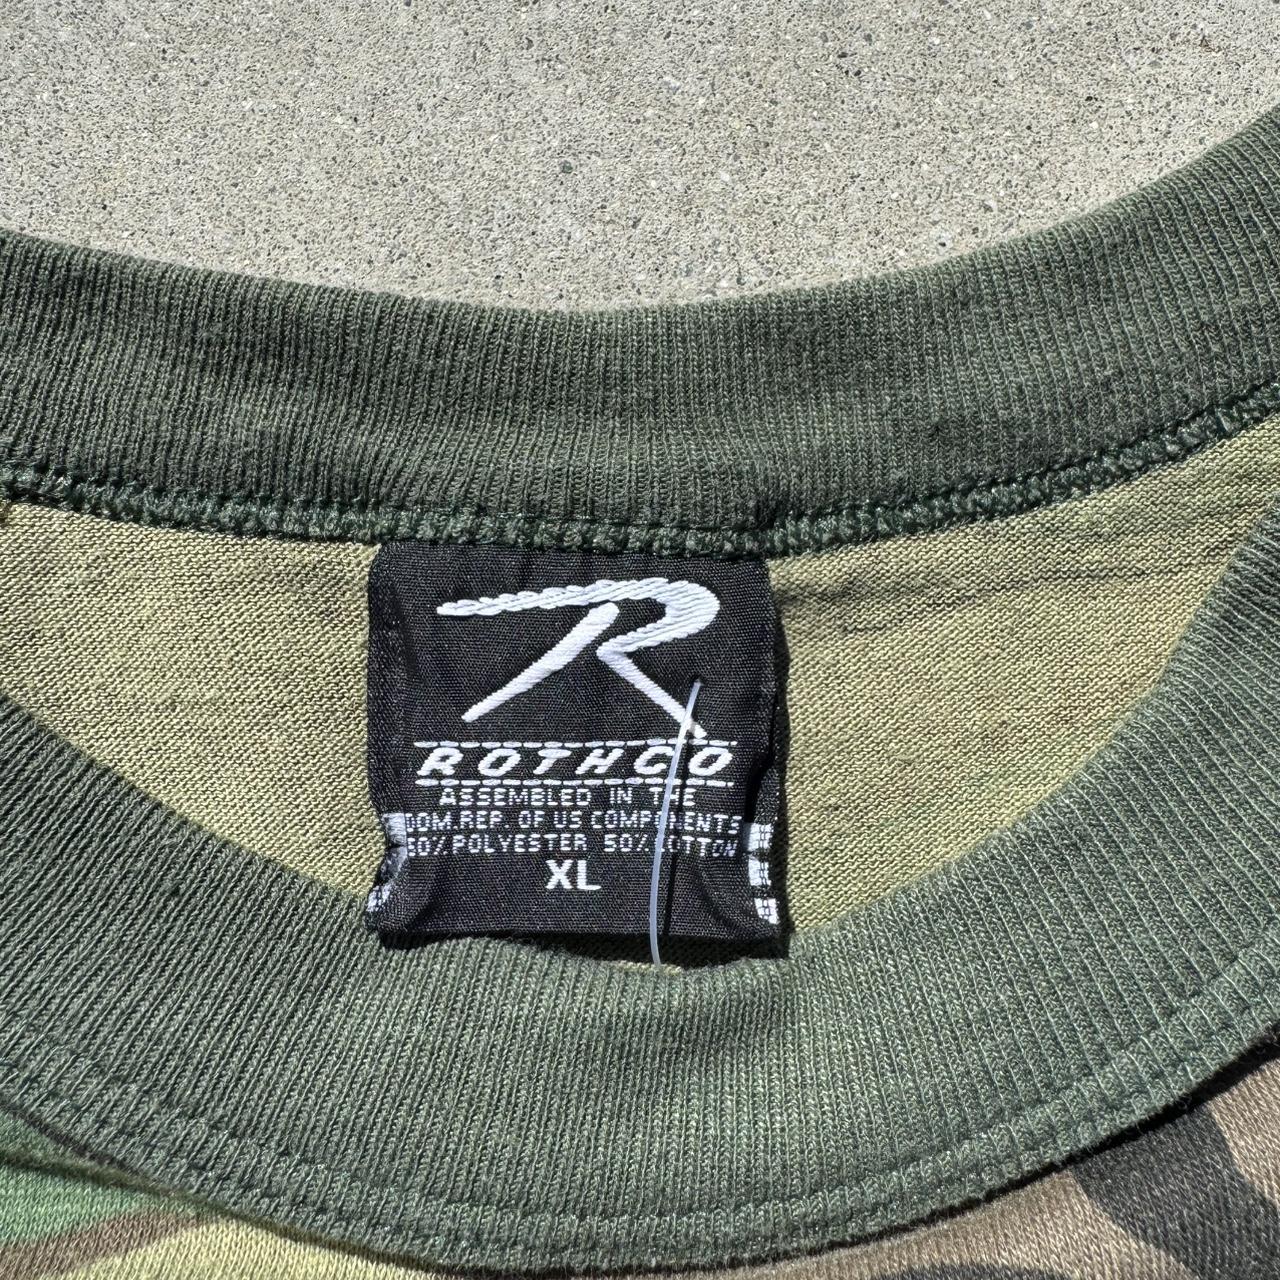 R
ROTHCO
ASSEMBLED IN THE
DOM.REP. OF US COMPONENTS
50% POLYESTER 50% COTTON
XL